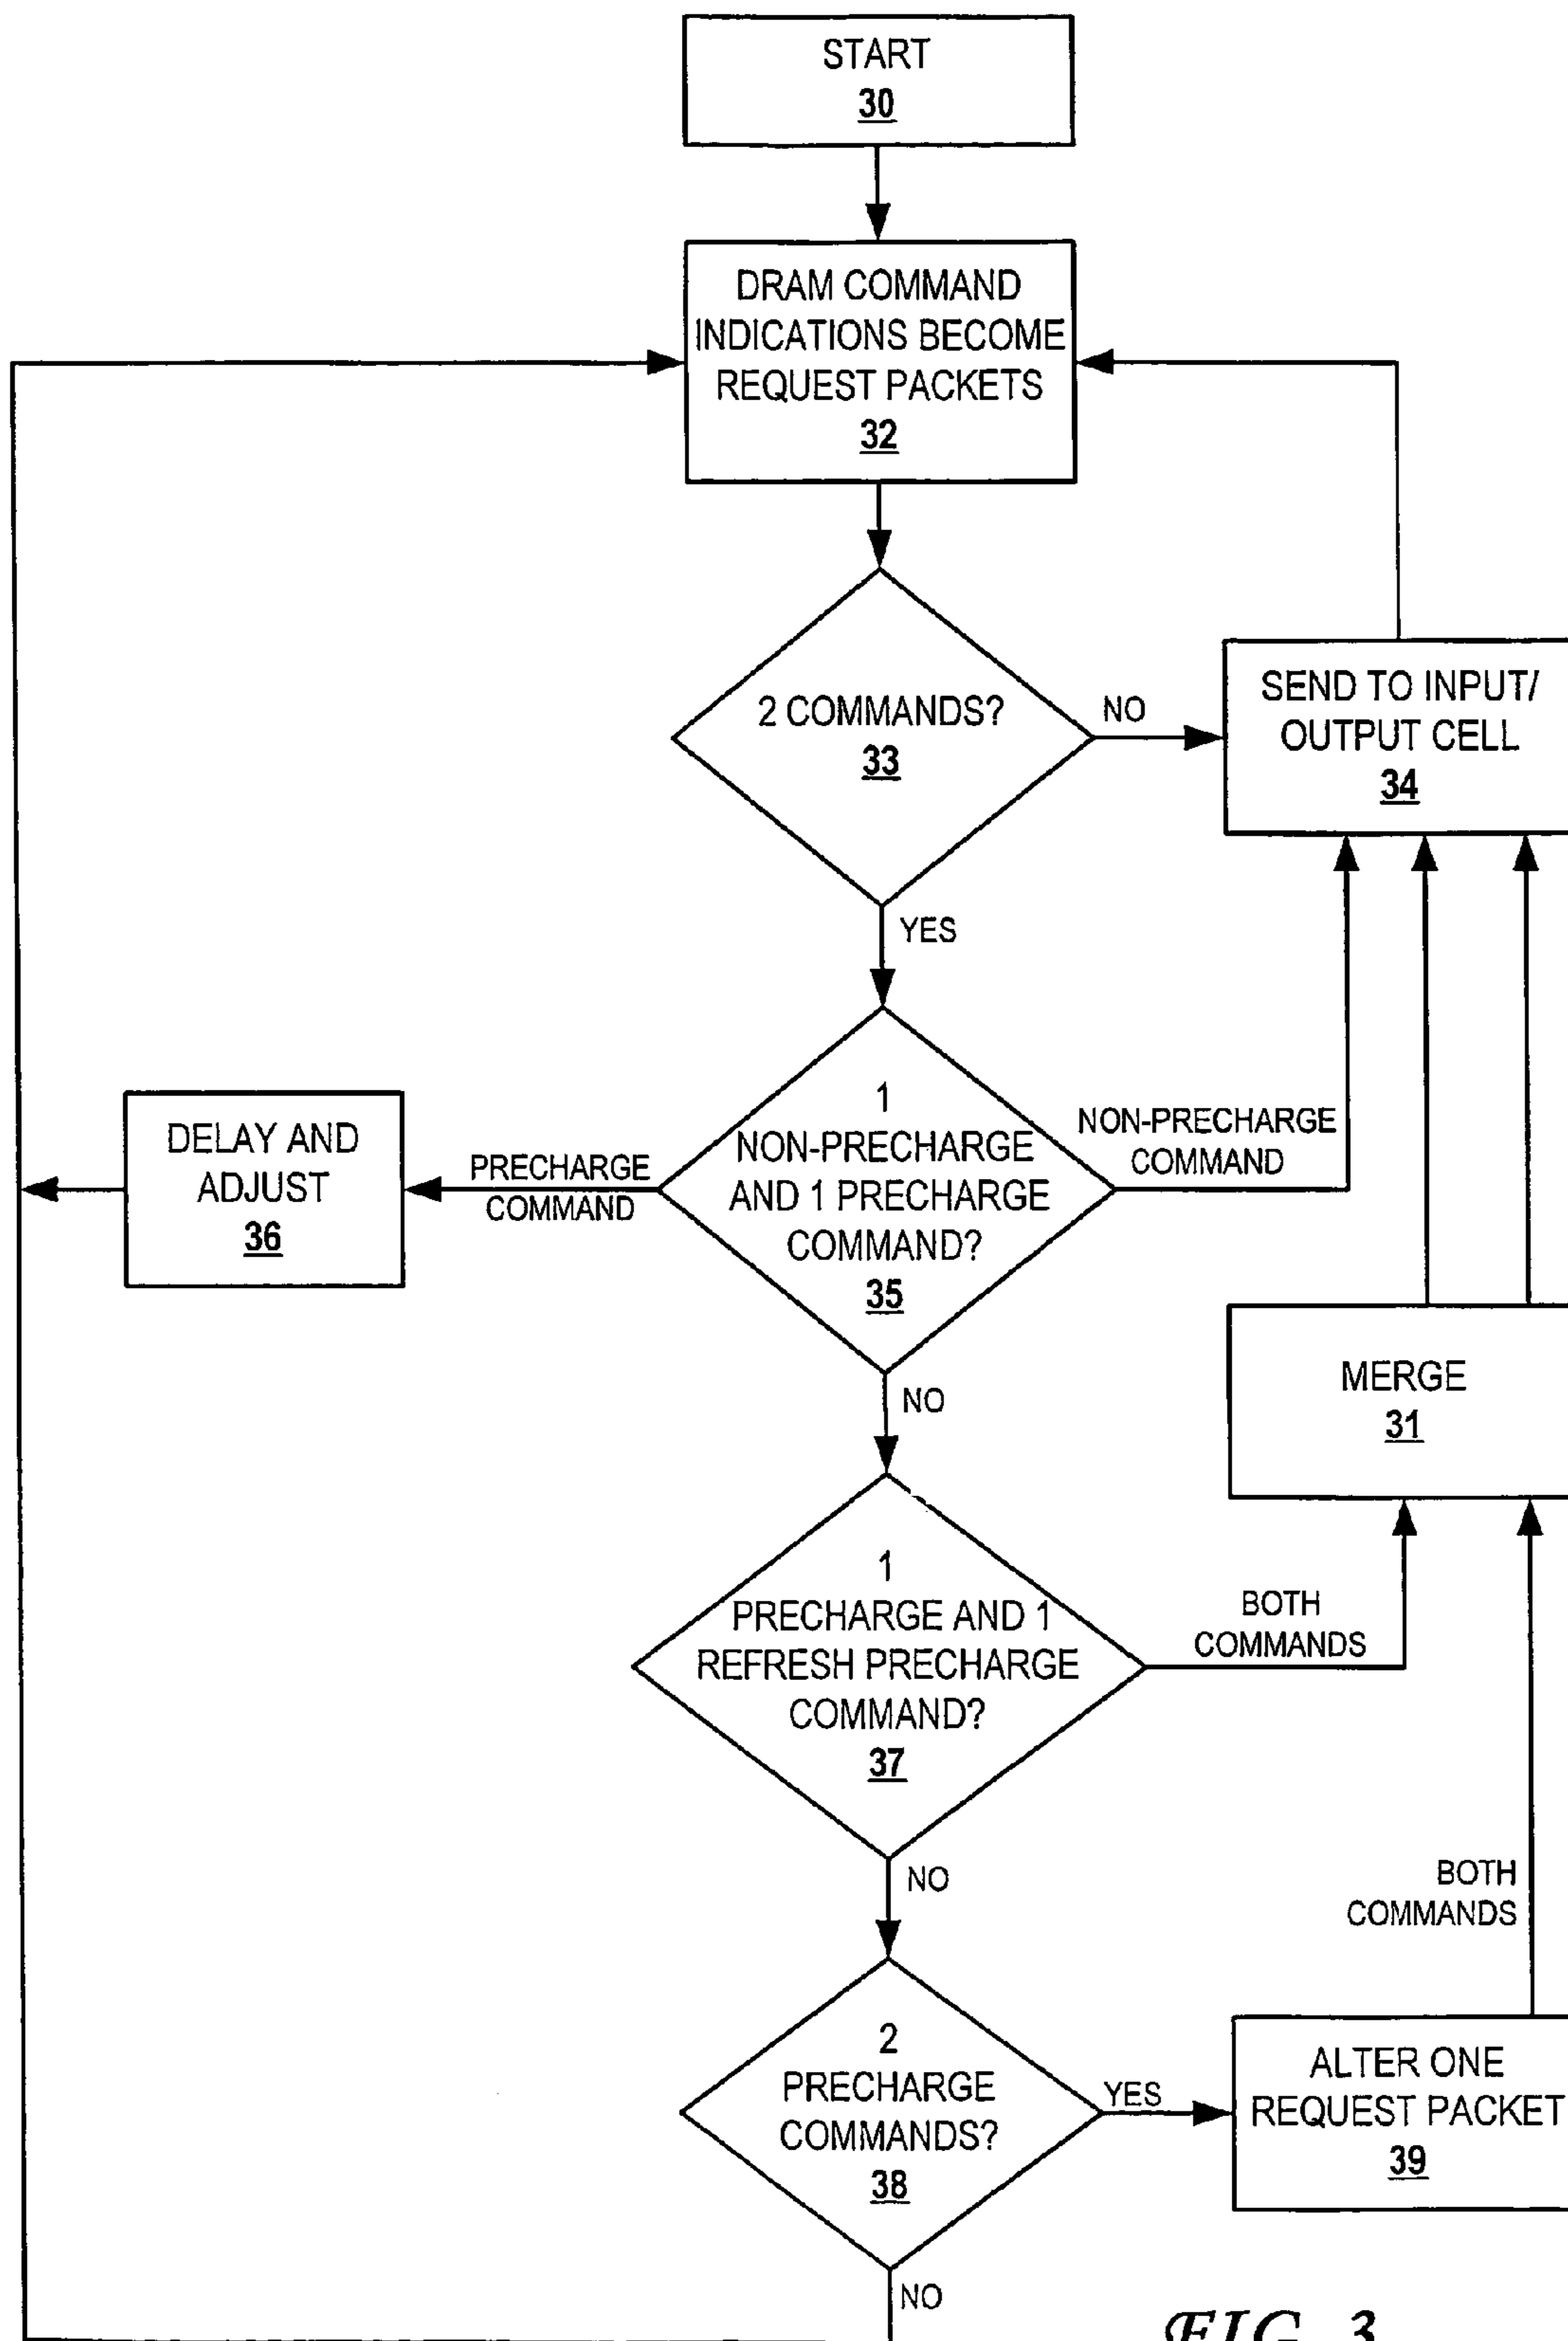 START
30
DRAM COMMAND
INDICATIONS BECOME
REQUEST PACKETS
32
2 COMMANDS?
33
NO
SEND TO INPUT/
OUTPUT CELL
34
YES
1
NON-PRECHARGE
AND 1 PRECHARGE
COMMAND?
35
NON-PRECHARGE
COMMAND
PRECHARGE
COMMAND
DELAY AND
ADJUST
36
MERGE
31
NO
1
PRECHARGE AND 1
REFRESH PRECHARGE
COMMAND?
37
BOTH
COMMANDS
NO
BOTH
COMMANDS
2
PRECHARGE
COMMANDS?
38
YES
ALTER ONE
REQUEST PACKET
39
NO
FIG. 3